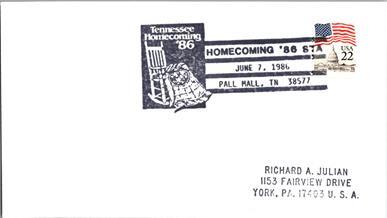 Tennessee
Homecoming
'86
HOMECOMING '86 STA
JUNE 7, 1986
PALL MALL, TN 38577
USA
22
RICHARD A. JULIAN
1153 FAIRVIEW DRIVE
YORK, PA. 17403 U. S. A.